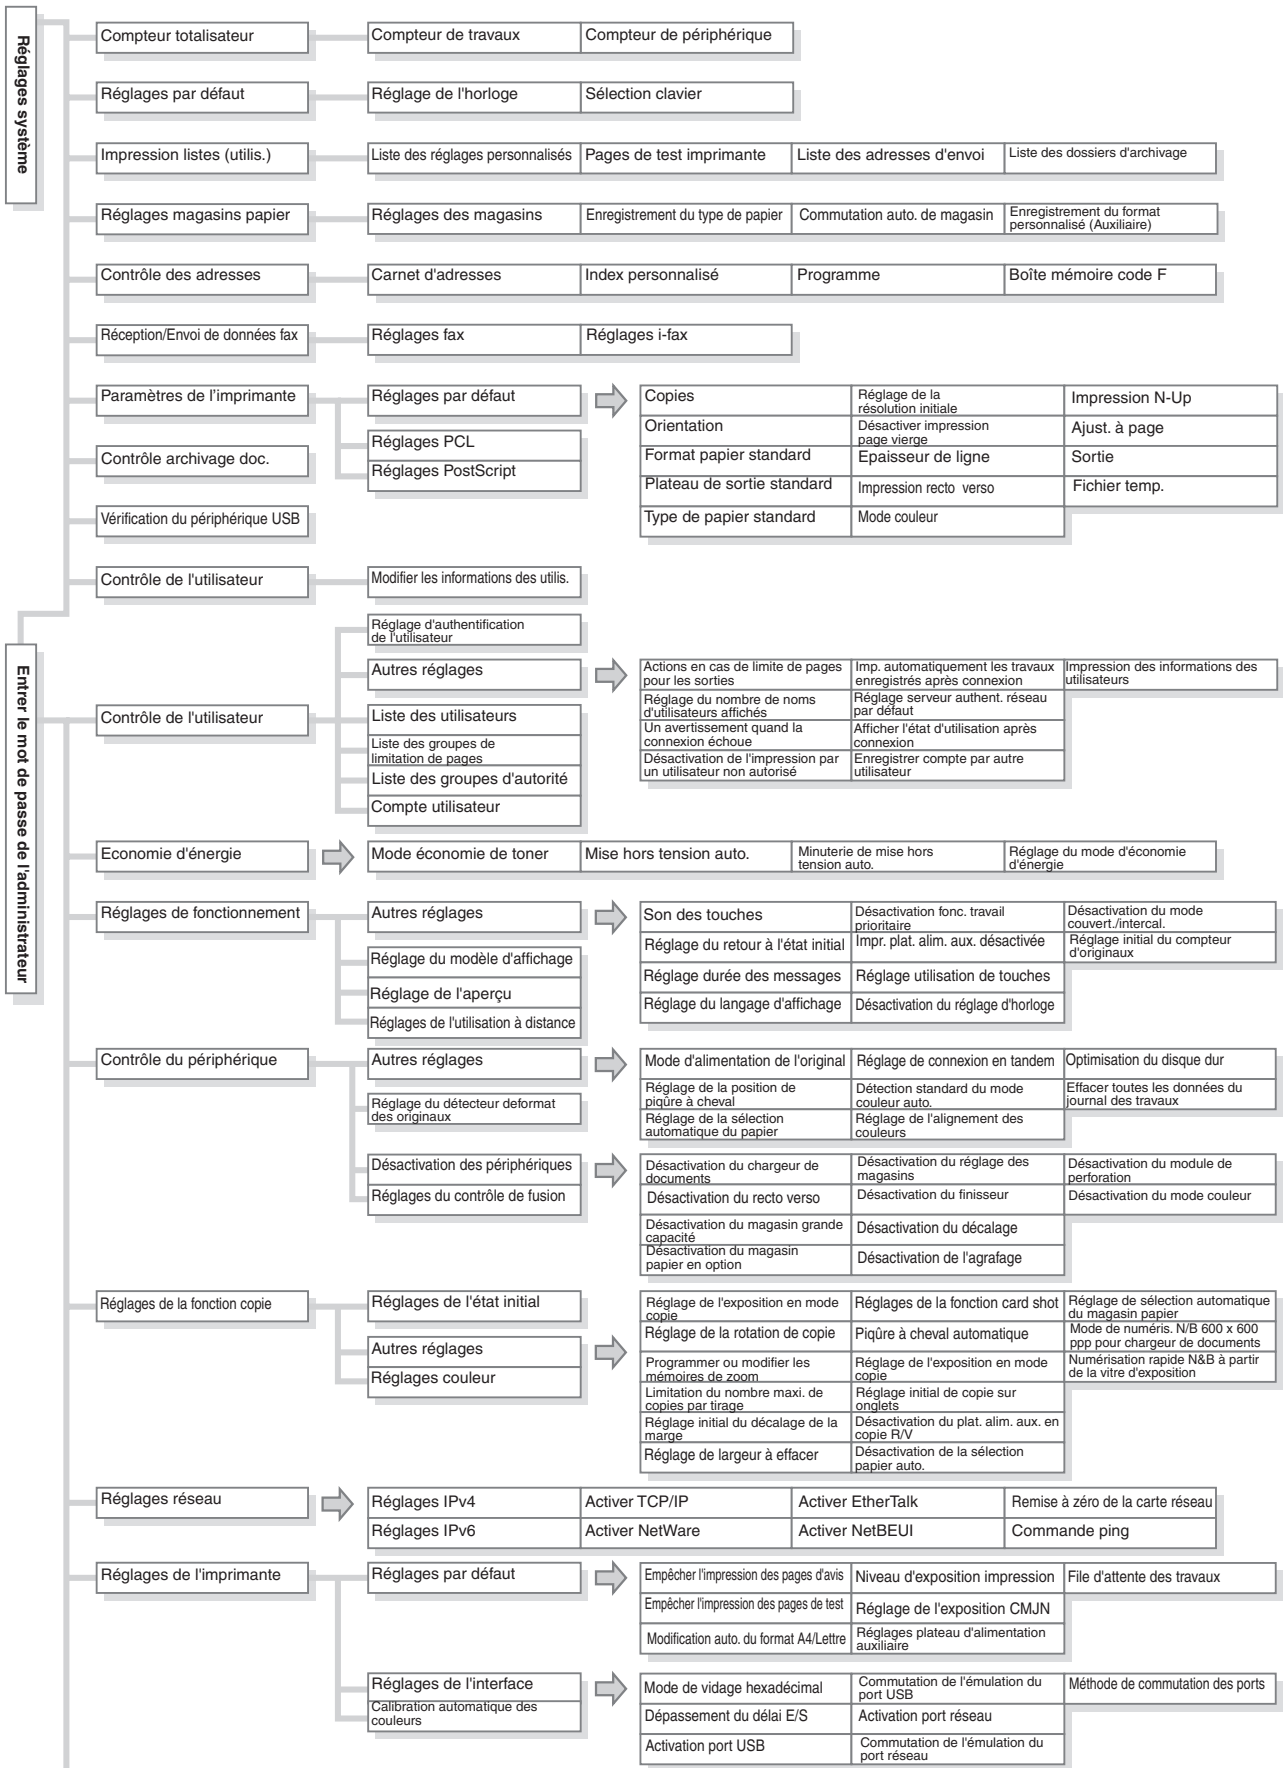 Réglages système
Compteur totalisateur
Compteur de travaux
Compteur de périphérique
Réglages par défaut
Réglage de l'horloge
Sélection clavier
Impression listes (utilis.)
Liste des réglages personnalisés
Pages de test imprimante
Liste des adresses d'envoi
Liste des dossiers d'archivage
Réglages magasins papier
Réglages des magasins
Enregistrement du type de papier
Commutation auto. de magasin
Enregistrement du format
personnalisé (Auxiliaire)
Contrôle des adresses
Carnet d'adresses
Index personnalisé
Programme
Boîte mémoire code F
Réception/Envoi de données fax
Réglages fax
Réglages i-fax
Paramètres de l'imprimante
Réglages par défaut
Réglages PCL
Réglages PostScript
Copies
Réglage de la
résolution initiale
Impression N-Up
Orientation
Désactiver impression
page vierge
Ajust. à page
Format papier standard
Epaisseur de ligne
Sortie
Plateau de sortie standard
Impression recto verso
Fichier temp.
Type de papier standard
Mode couleur
Contrôle archivage doc.
Vérification du périphérique USB
Contrôle de l'utilisateur
Modifier les informations des utilis.
Entrer le mot de passe de l'administrateur
Contrôle de l'utilisateur
Réglage d'authentification
de l'utilisateur
Autres réglages
Liste des utilisateurs
Liste des groupes de
limitation de pages
Liste des groupes d'autorité
Compte utilisateur
Actions en cas de limite de pages
pour les sorties
Imp. automatiquement les travaux
enregistrés après connexion
Impression des informations des
utilisateurs
Réglage du nombre de noms
d'utilisateurs affichés
Réglage serveur authent. réseau
par défaut
Un avertissement quand la
connexion échoue
Afficher l'état d'utilisation après
connexion
Désactivation de l'impression par
un utilisateur non autorisé
Enregistrer compte par autre
utilisateur
Economie d'énergie
Mode économie de toner
Mise hors tension auto.
Minuterie de mise hors
tension auto.
Réglage du mode d'économie
d'énergie
Réglages de fonctionnement
Autres réglages
Réglage du modèle d'affichage
Réglage de l'aperçu
Réglages de l'utilisation à distance
Son des touches
Désactivation fonc. travail
prioritaire
Désactivation du mode
couvert./intercal.
Réglage du retour à l'état initial
Impr. plat. alim. aux. désactivée
Réglage initial du compteur
d'originaux
Réglage durée des messages
Réglage utilisation de touches
Réglage du langage d'affichage
Désactivation du réglage d'horloge
Contrôle du périphérique
Autres réglages
Réglage du détecteur deformat
des originaux
Désactivation des périphériques
Réglages du contrôle de fusion
Mode d'alimentation de l'original
Réglage de connexion en tandem
Optimisation du disque dur
Réglage de la position de
piqûre à cheval
Détection standard du mode
couleur auto.
Effacer toutes les données du
journal des travaux
Réglage de la sélection
automatique du papier
Réglage de l'alignement des
couleurs
Désactivation du chargeur de
documents
Désactivation du réglage des
magasins
Désactivation du module de
perforation
Désactivation du recto verso
Désactivation du finisseur
Désactivation du mode couleur
Désactivation du magasin grande
capacité
Désactivation du décalage
Désactivation du magasin
papier en option
Désactivation de l'agrafage
Réglages de la fonction copie
Réglages de l'état initial
Autres réglages
Réglages couleur
Réglage de l'exposition en mode
copie
Réglages de la fonction card shot
Réglage de sélection automatique
du magasin papier
Réglage de la rotation de copie
Piqûre à cheval automatique
Mode de numéris. N/B 600 x 600
ppp pour chargeur de documents
Programmer ou modifier les
mémoires de zoom
Réglage de l'exposition en mode
copie
Numérisation rapide N&B à partir
de la vitre d'exposition
Limitation du nombre maxi. de
copies par tirage
Réglage initial de copie sur
onglets
Réglage initial du décalage de la
marge
Désactivation du plat. alim. aux. en
copie R/V
Réglage de largeur à effacer
Désactivation de la sélection
papier auto.
Réglages réseau
Réglages IPv4
Activer TCP/IP
Activer EtherTalk
Remise à zéro de la carte réseau
Réglages IPv6
Activer NetWare
Activer NetBEUI
Commande ping
Réglages de l'imprimante
Réglages par défaut
Empêcher l'impression des pages d'avis
Niveau d'exposition impression
File d'attente des travaux
Empêcher l'impression des pages de test
Réglage de l'exposition CMJN
Modification auto. du format A4/Lettre
Réglages plateau d'alimentation
auxiliaire
Réglages de l'interface
Calibration automatique des
couleurs
Mode de vidage hexadécimal
Commutation de l'émulation du
port USB
Méthode de commutation des ports
Dépassement du délai E/S
Activation port réseau
Activation port USB
Commutation de l'émulation du
port réseau